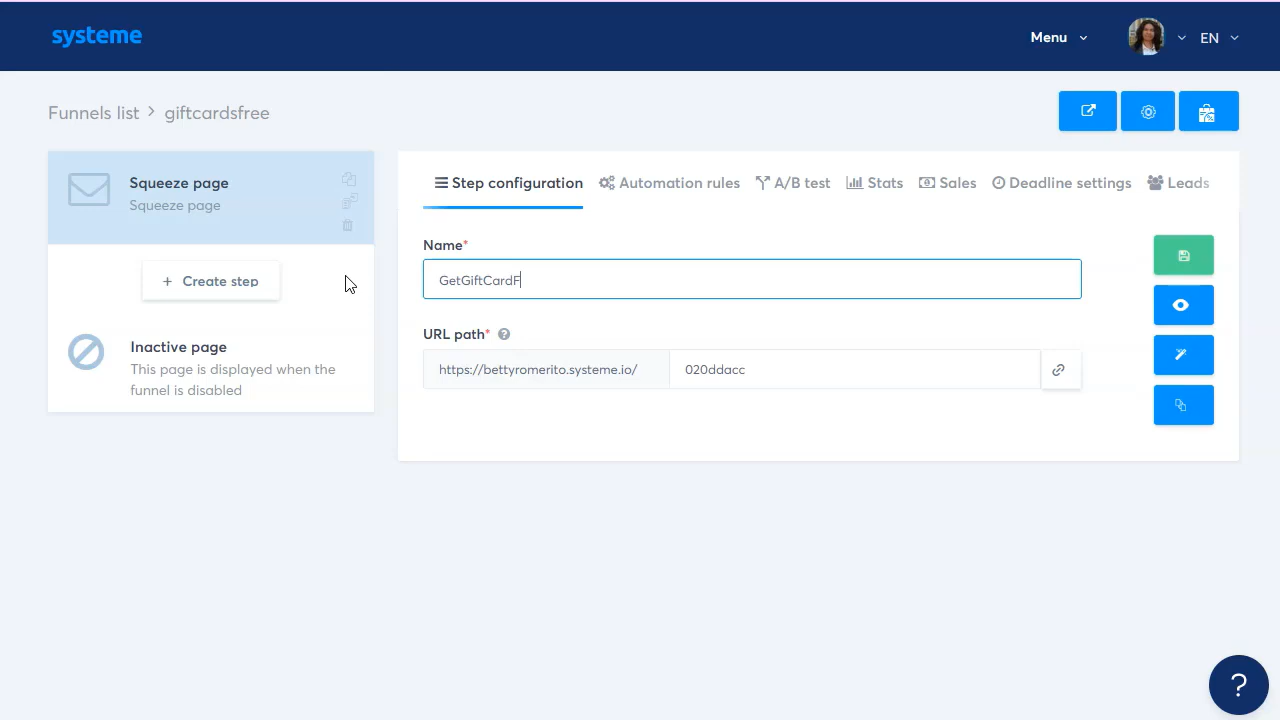 systeme
Menu
EN
Funnels list > giftcardsfree
Squeeze page
Squeeze page
+ Create step
Inactive page
This page is displayed when the
funnel is disabled
Step configuration
Automation rules
A/B test
Stats
Sales
Deadline settings
Leads
Name*
GetGiftCardF
URL path* ?
https://bettyromerito.systeme.io/
020ddacc
?